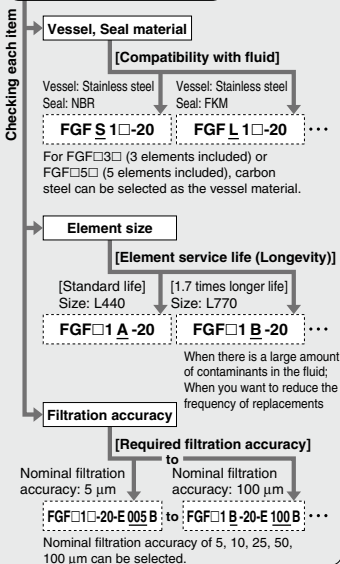 Checking each item
Vessel, Seal material
[Compatibility with fluid]
Vessel: Stainless steel
Seal: NBR
Vessel: Stainless steel
Seal: FKM
FGF S 1□-20
FGF L 1□-20 ···
For FGF□3□ (3 elements included) or
FGF□5□ (5 elements included), carbon
steel can be selected as the vessel material.
Element size
[Element service life (Longevity)]
[Standard life]
Size: L440
[1.7 times longer life]
Size: L770
FGF□1 A -20
FGF□1 B -20 ···
When there is a large amount
of contaminants in the fluid;
When you want to reduce the
frequency of replacements
Filtration accuracy
[Required filtration accuracy]
to
Nominal filtration
accuracy: 5 μm
Nominal filtration
accuracy: 100 μm
FGF□1□-20-E 005 B to FGF□1 B -20-E 100 B ···
Nominal filtration accuracy of 5, 10, 25, 50,
100 μm can be selected.